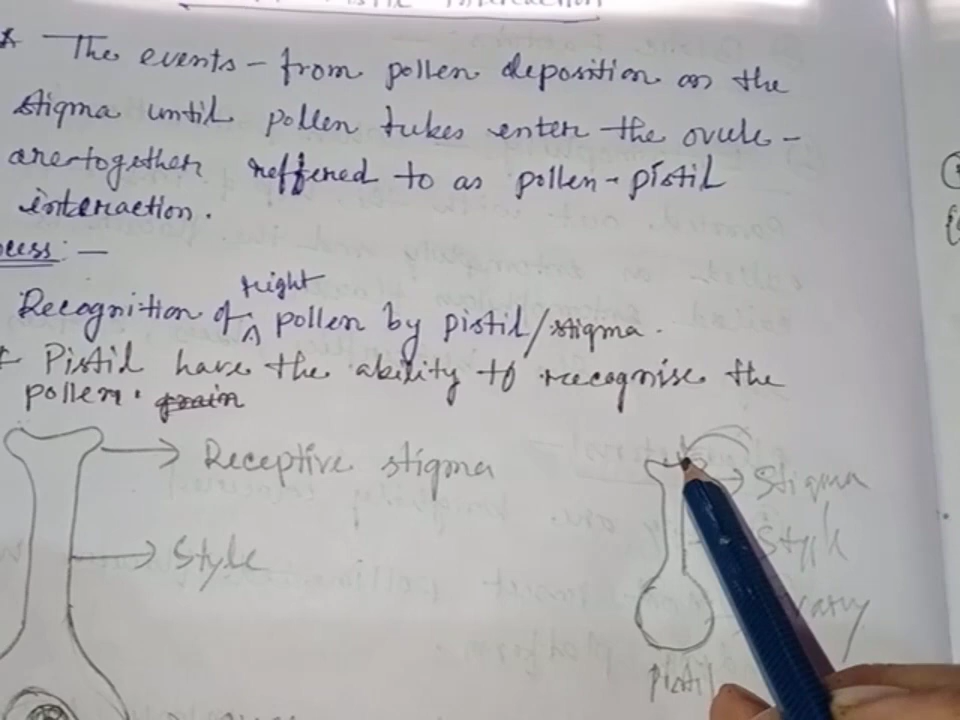 The events - from pollen deposition on the
stigma until pollen tubes enter the ovule -
are together reffered to as pollen - pistil
interaction.
Recognition of right pollen by pistil/stigma.
* Pistil have the ability to recognise the
pollen. grain
Receptive stigma
Style
Stigma
Style
Pistil